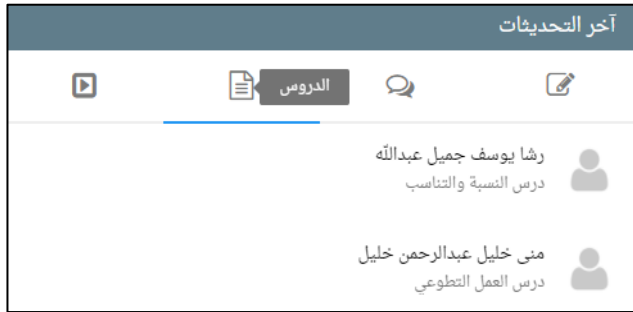 آخر التحديثات
الدروس
رشا يوسف جميل عبدالله
درس النسبة والتناسب
منى خليل عبدالرحمن خليل
درس العمل التطوعي